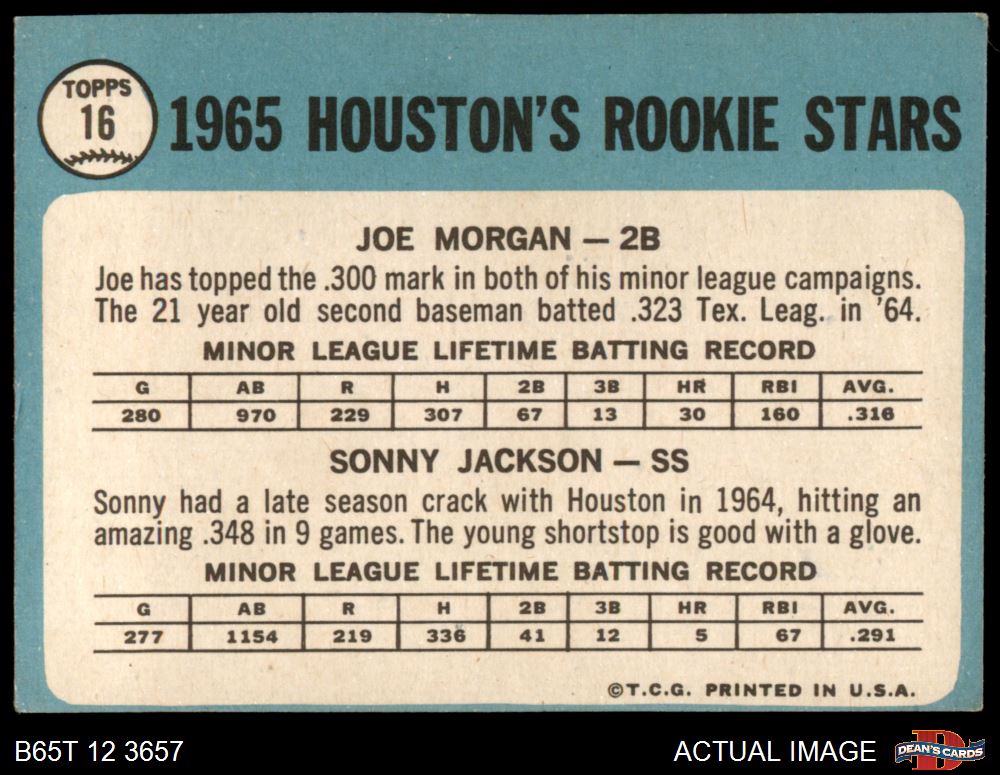 TOPPS
16
1965 HOUSTON'S ROOKIE STARS
JOE MORGAN — 2B
Joe has topped the .300 mark in both of his minor league campaigns.
The 21 year old second baseman batted .323 Tex. Leag. in '64.
MINOR LEAGUE LIFETIME BATTING RECORD
G AB R H 2B 3B HR RBI AVG.
280 970 229 307 67 13 30 160 .316
SONNY JACKSON — SS
Sonny had a late season crack with Houston in 1964, hitting an
amazing .348 in 9 games. The young shortstop is good with a glove.
MINOR LEAGUE LIFETIME BATTING RECORD
G AB R H 2B 3B HR RBI AVG.
277 1154 219 336 41 12 5 67 .291
©T.C.G. PRINTED IN U.S.A.
B65T 12 3657 ACTUAL IMAGE DEAN'S CARDS